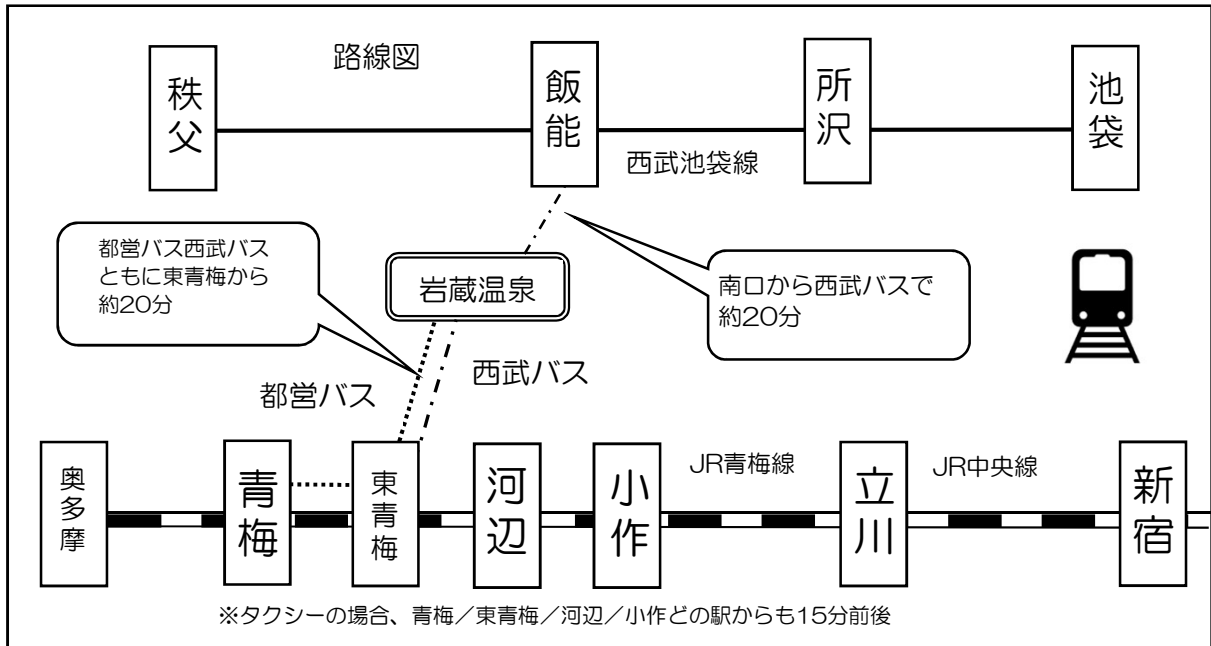 路線図
秩父
飯能
所沢
池袋
西武池袋線
都営バス西武バス
ともに東青梅から
約20分
岩蔵温泉
南口から西武バスで
約20分
西武バス
都営バス
奥多摩
青梅
東青梅
河辺
小作
JR青梅線
立川
JR中央線
新宿
※タクシーの場合、青梅／東青梅／河辺／小作どの駅からも15分前後